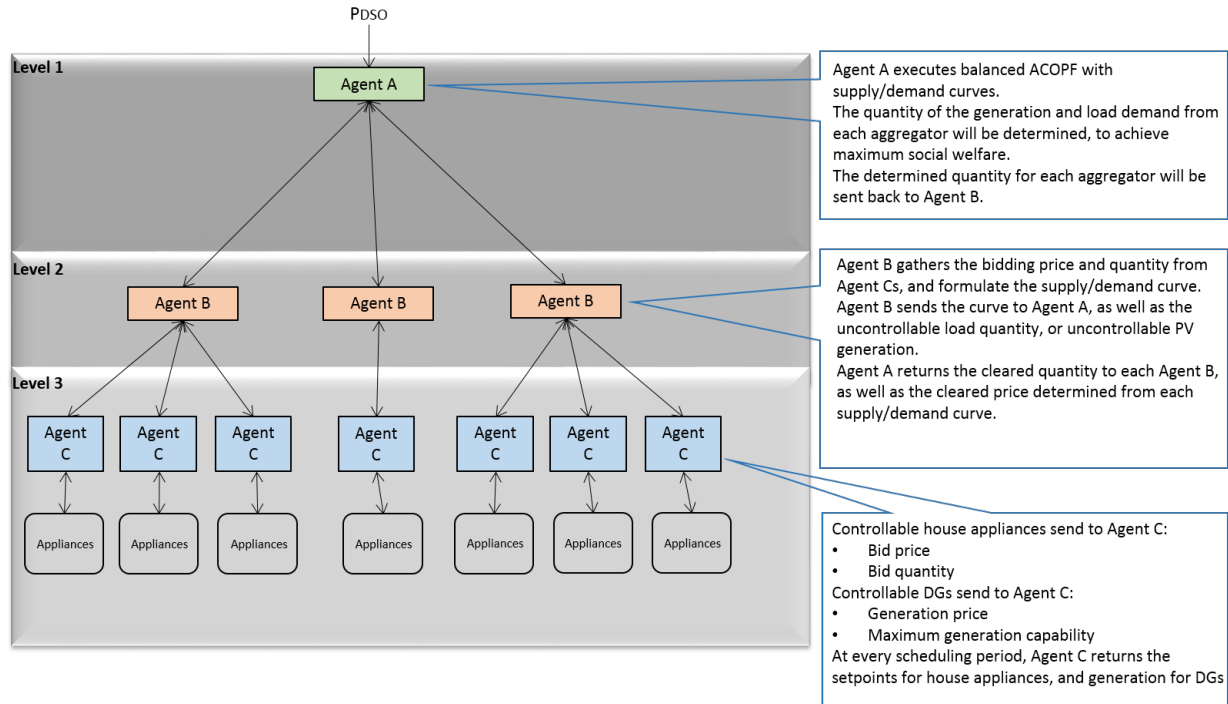 PDSO
Level 1
Agent A
Agent A executes balanced ACOPF with
supply/demand curves.
The quantity of the generation and load demand from
each aggregator will be determined, to achieve
maximum social welfare.
The determined quantity for each aggregator will be
sent back to Agent B.
Level 2
Agent B
Agent B
Agent B
Agent B gathers the bidding price and quantity from
Agent Cs, and formulate the supply/demand curve.
Agent B sends the curve to Agent A, as well as the
uncontrollable load quantity, or uncontrollable PV
generation.
Agent A returns the cleared quantity to each Agent B,
as well as the cleared price determined from each
supply/demand curve.
Level 3
Agent
C
Agent
C
Agent
C
Agent
C
Agent
C
Agent
C
Agent
C
Appliances
Appliances
Appliances
Appliances
Appliances
Appliances
Appliances
Controllable house appliances send to Agent C:
• Bid price
• Bid quantity
Controllable DGs send to Agent C:
• Generation price
• Maximum generation capability
At every scheduling period, Agent C returns the
setpoints for house appliances, and generation for DGs